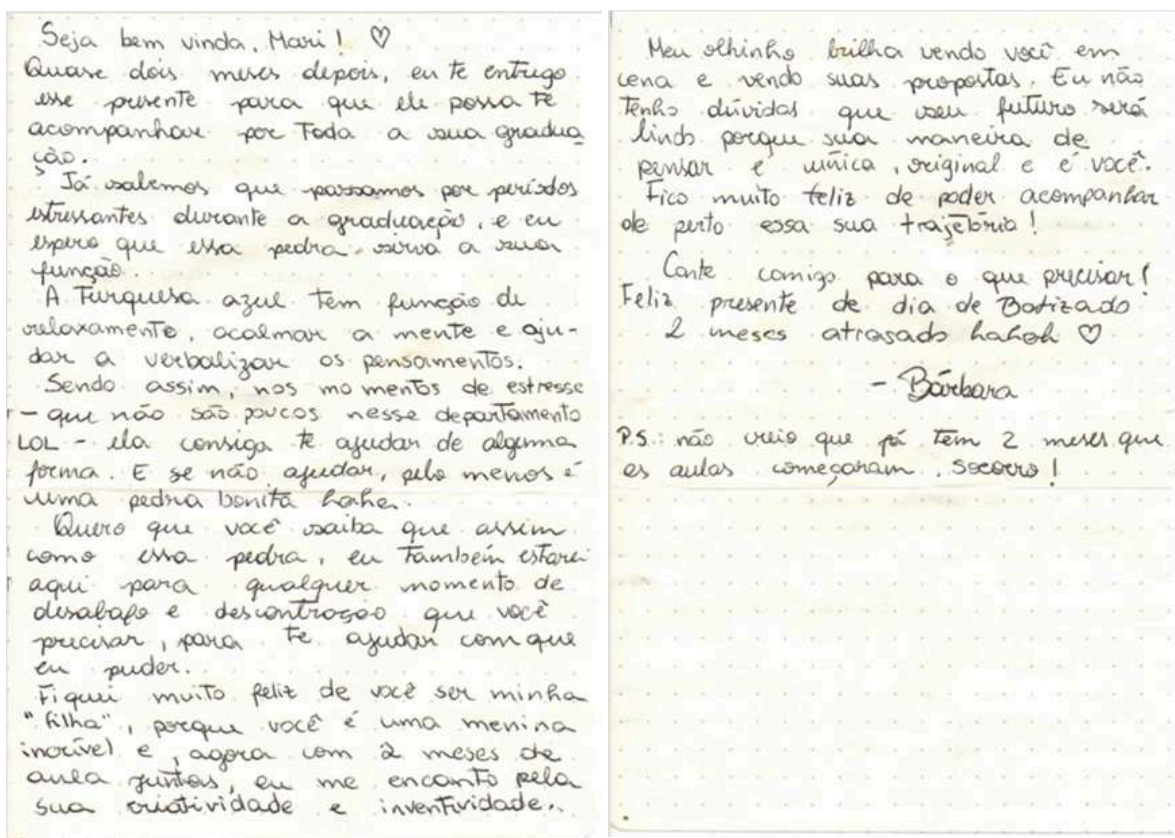 Seja bem vinda, Mari! ♡
Quase dois meses depois, eu te entrego
esse presente para que ele possa te
acompanhar por toda a sua gradua
ção.
Já sabemos que passamos por períodos
estressantes durante a graduação, e eu
espero que essa pedra sirva a sua
função.
A Turquesa azul tem função de
relaxamento, acalmar a mente e aju-
dar a verbalizar os pensamentos.
Sendo assim, nos momentos de estresse
- que não são poucos nesse departamento
LOL - ela consiga te ajudar de alguma
forma. E se não ajudar, pelo menos é
uma pedra bonita haha.
Quero que você saiba que assim
como essa pedra, eu também estarei
aqui para qualquer momento de
desabafo e descontração que você
precisar, para te ajudar com que
eu puder.
Fiquei muito feliz de você ser minha
"filha", porque você é uma menina
incrível e, agora com 2 meses de
aula juntas, eu me encanto pela
sua criatividade e inventividade.
Meu olhinho brilha vendo você em
cena e vendo suas propostas. Eu não
tenho dúvidas que seu futuro será
lindo porque sua maneira de
pensar é única, original e é você.
Fico muito feliz de poder acompanhar
de perto essa sua trajetória!
Conte comigo para o que precisar!
Feliz presente de dia de Batizado
2 meses atrasado hahah ♡
- Bárbara
P.S.: não creio que já tem 2 meses que
as aulas começaram, socorro!